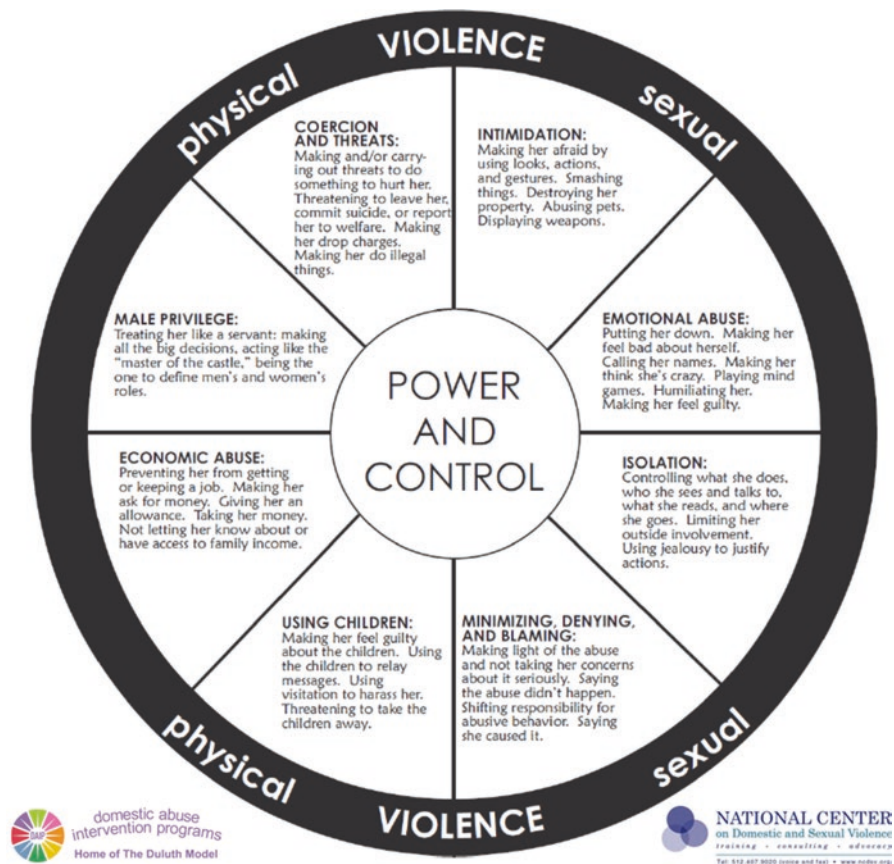 physical VIOLENCE sexual
COERCION
AND THREATS:
Making and/or carry-
ing out threats to do
something to hurt her.
Threatening to leave her,
commit suicide, or report
her to welfare. Making
her drop charges.
Making her do illegal
things.
INTIMIDATION:
Making her afraid by
using looks, actions,
and gestures. Smashing
things. Destroying her
property. Abusing pets.
Displaying weapons.
MALE PRIVILEGE:
Treating her like a servant: making
all the big decisions, acting like the
“master of the castle,” being the
one to define men's and women's
roles.
EMOTIONAL ABUSE:
Putting her down. Making her
feel bad about herself.
Calling her names. Making her
think she's crazy. Playing mind
games. Humiliating her.
Making her feel guilty.
POWER
AND
CONTROL
ECONOMIC ABUSE:
Preventing her from getting
or keeping a job. Making her
ask for money. Giving her an
allowance. Taking her money.
Not letting her know about or
have access to family income.
ISOLATION:
Controlling what she does,
who she sees and talks to,
what she reads, and where
she goes. Limiting her
outside involvement.
Using jealousy to justify
actions.
USING CHILDREN:
Making her feel guilty
about the children. Using
the children to relay
messages. Using
visitation to harass her.
Threatening to take the
children away.
MINIMIZING, DENYING,
AND BLAMING:
Making light of the abuse
and not taking her concerns
about it seriously. Saying
the abuse didn't happen.
Shifting responsibility for
abusive behavior. Saying
she caused it.
physical VIOLENCE sexual
DAIP
domestic abuse
intervention programs
Home of The Duluth Model
NATIONAL CENTER
on Domestic and Sexual Violence
training • consulting • advocacy